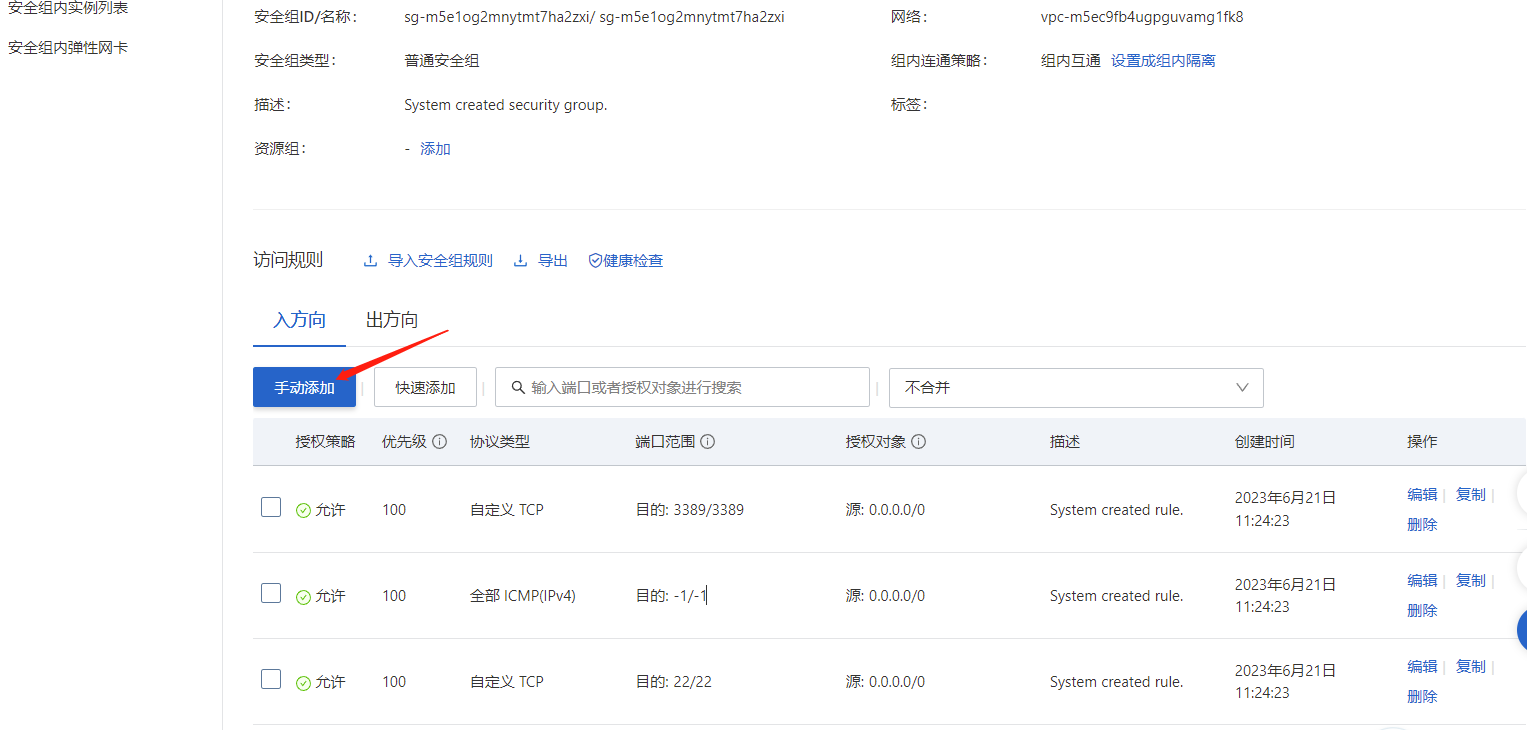 安全组内实例列表
安全组内弹性网卡
安全组ID/名称： sg-m5e1og2mnytmt7ha2zxi/ sg-m5e1og2mnytmt7ha2zxi 网络： vpc-m5ec9fb4ugpguvamg1fk8
安全组类型： 普通安全组 组内连通策略： 组内互通 设置成组内隔离
描述： System created security group. 标签：
资源组： - 添加
访问规则 导入安全组规则 导出 健康检查
入方向 出方向
手动添加 快速添加 输入端口或者授权对象进行搜索 不合并
授权策略 优先级 协议类型 端口范围 授权对象 描述 创建时间 操作
允许 100 自定义 TCP 目的: 3389/3389 源: 0.0.0.0/0 System created rule. 2023年6月21日 11:24:23 编辑 复制 删除
允许 100 全部 ICMP(IPv4) 目的: -1/-1 源: 0.0.0.0/0 System created rule. 2023年6月21日 11:24:23 编辑 复制 删除
允许 100 自定义 TCP 目的: 22/22 源: 0.0.0.0/0 System created rule. 2023年6月21日 11:24:23 编辑 复制 删除